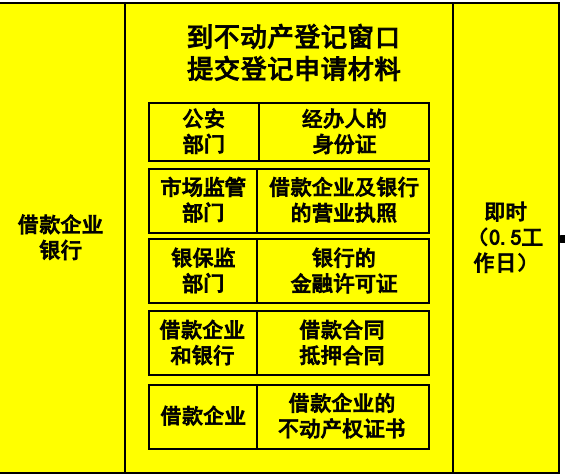 到不动产登记窗口
提交登记申请材料
公安
部门
经办人的
身份证
市场监管
部门
借款企业及银行
的营业执照
借款企业
银行
银保监
部门
银行的
金融许可证
即时
（0.5工
作日）
借款企业
和银行
借款合同
抵押合同
借款企业
借款企业的
不动产权证书